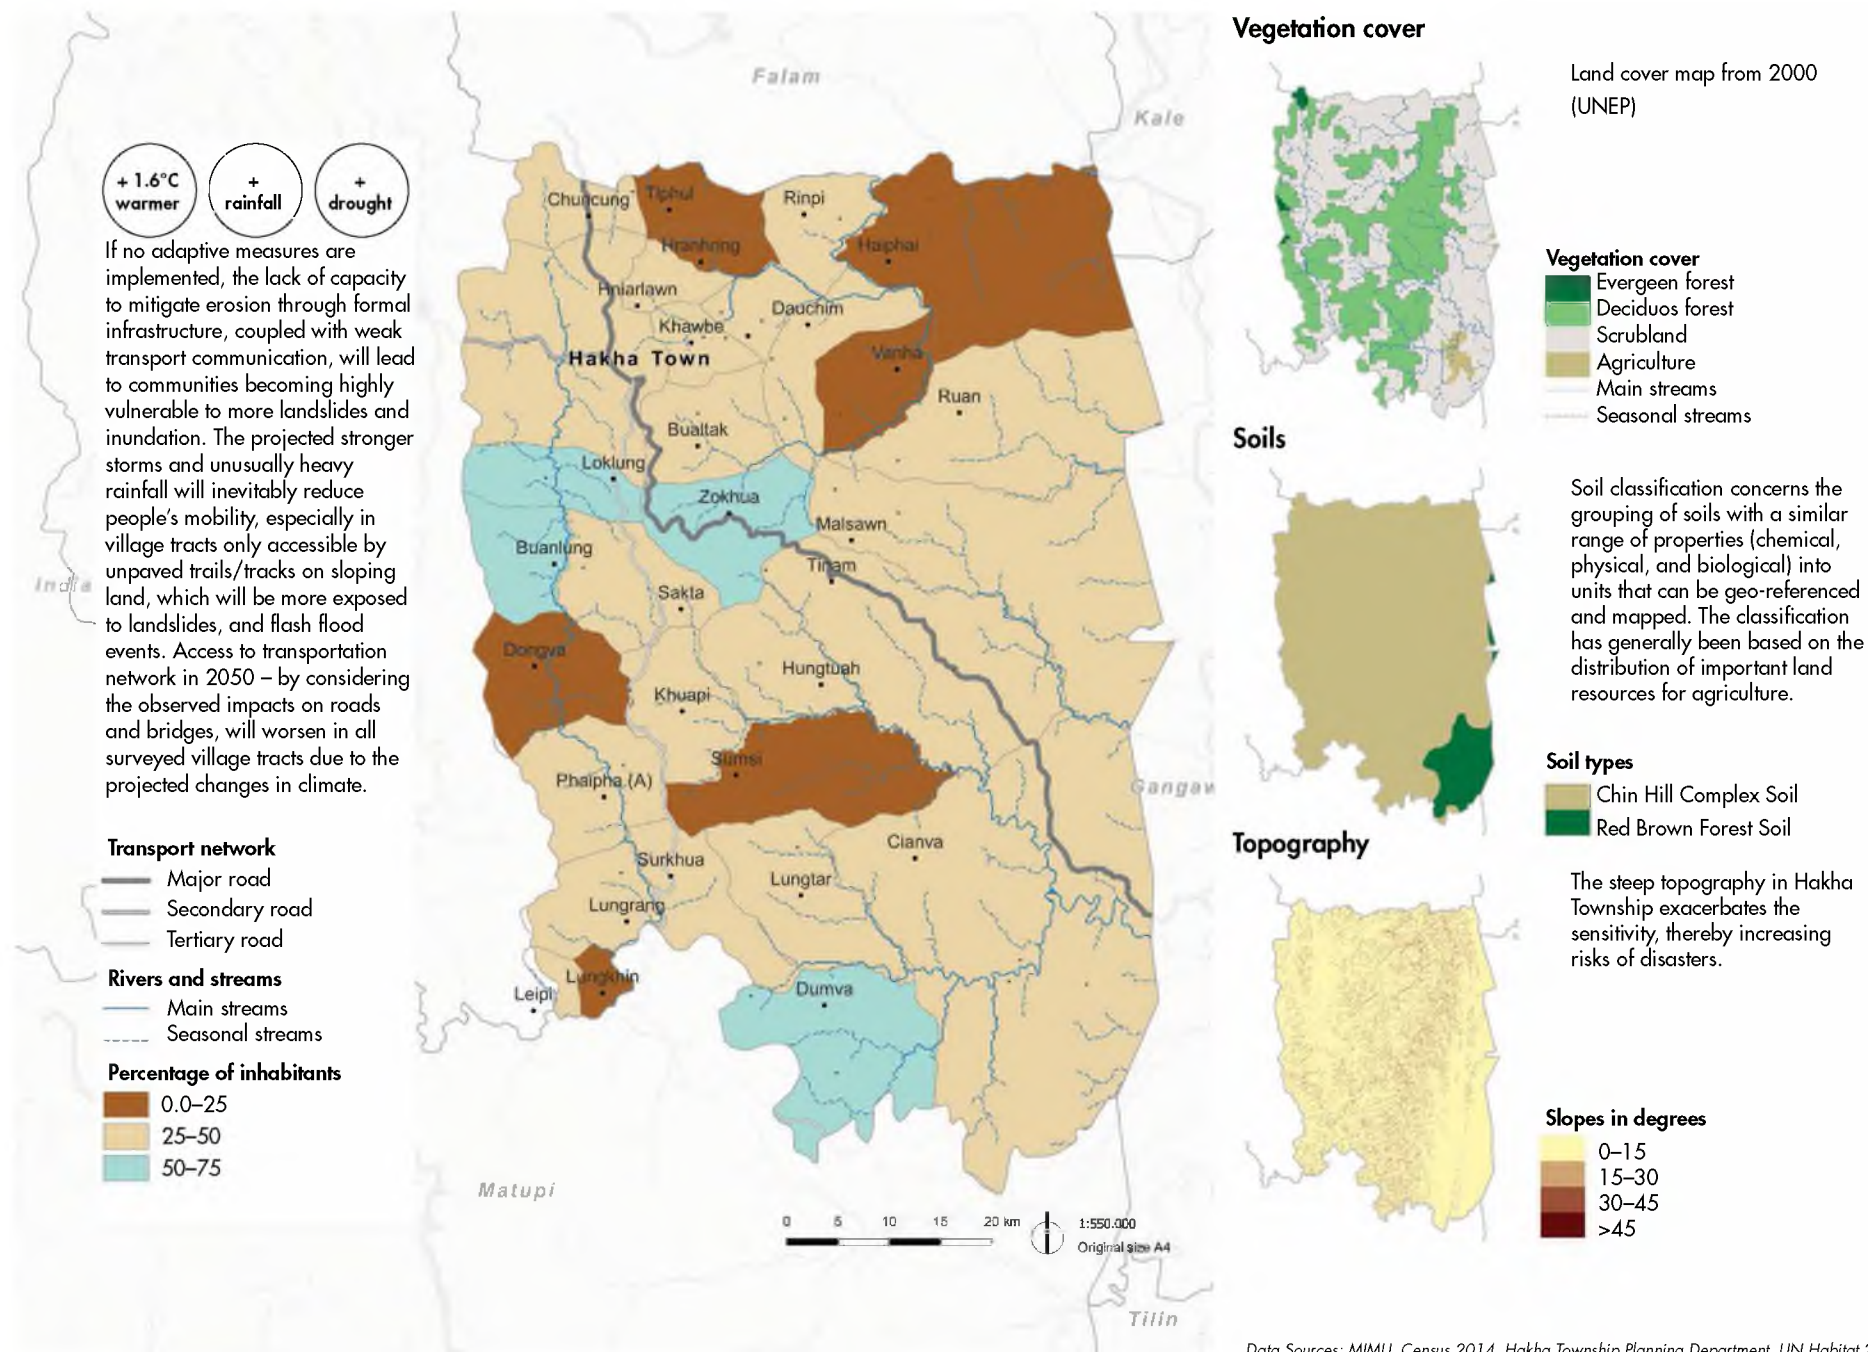 + 1.6°C
warmer
+
rainfall
+
drought
If no adaptive measures are
implemented, the lack of capacity
to mitigate erosion through formal
infrastructure, coupled with weak
transport communication, will lead
to communities becoming highly
vulnerable to more landslides and
inundation. The projected stronger
storms and unusually heavy
rainfall will inevitably reduce
people's mobility, especially in
village tracts only accessible by
unpaved trails/tracks on sloping
land, which will be more exposed
to landslides, and flash flood
events. Access to transportation
network in 2050 – by considering
the observed impacts on roads
and bridges, will worsen in all
surveyed village tracts due to the
projected changes in climate.
Transport network
Major road
Secondary road
Tertiary road
Rivers and streams
Main streams
Seasonal streams
Percentage of inhabitants
0.0–25
25–50
50–75
Falam
Kale
India
Gangaw
Matupi
Tilin
Chuncung
Tiphul
Rinpi
Hranhring
Haiphai
Hniarlawn
Dauchim
Khawbe
Hakha Town
Vanha
Ruan
Bualtak
Loklung
Zokhua
Malsawn
Buanlung
Tinam
Sakta
Dongva
Hungtuah
Khuapi
Sumsi
Phaipha (A)
Cianva
Surkhua
Lungtar
Lungrang
Lungkhin
Leipi
Dumva
0 5 10 15 20 km
1:550.000
Original size A4
Vegetation cover
Land cover map from 2000
(UNEP)
Vegetation cover
Evergeen forest
Deciduos forest
Scrubland
Agriculture
Main streams
Seasonal streams
Soils
Soil classification concerns the
grouping of soils with a similar
range of properties (chemical,
physical, and biological) into
units that can be geo-referenced
and mapped. The classification
has generally been based on the
distribution of important land
resources for agriculture.
Soil types
Chin Hill Complex Soil
Red Brown Forest Soil
Topography
The steep topography in Hakha
Township exacerbates the
sensitivity, thereby increasing
risks of disasters.
Slopes in degrees
0–15
15–30
30–45
>45
Data Sources: MIMU, Census 2014, Hakha Township Planning Department, UN Habitat